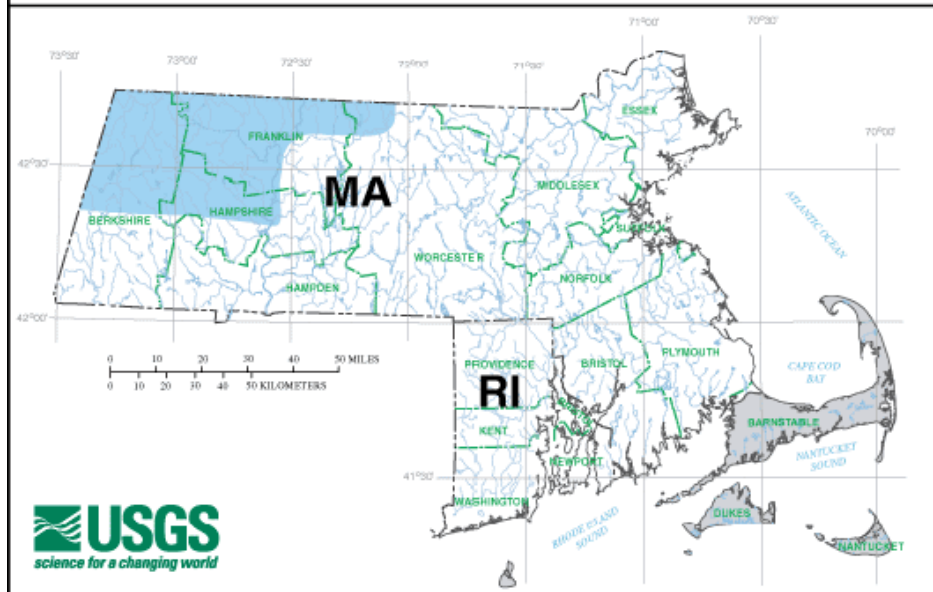 70°30'
71°00'
73°30'
73°00'
72°30'
71°30'
ESSEX
FRANKLIN
70°00'
42°30'
MA
MIDDLESEX
HAMPSHIRE
BERKSHIRE
ATLANTIC OCEAN
SUFFOLK
WORCESTER
NORFOLK
HAMPDEN
42°00'
0 10 20 30 40 50 MILES
0 10 20 30 40 50 KILOMETERS
PROVIDENCE
BRISTOL
PLYMOUTH
CAPE COD
BAY
RI
KENT
BARNSTABLE
NEWPORT
NANTUCKET
SOUND
41°30'
WASHINGTON
DUKES
RHODE ISLAND
SOUND
NANTUCKET
USGS
science for a changing world